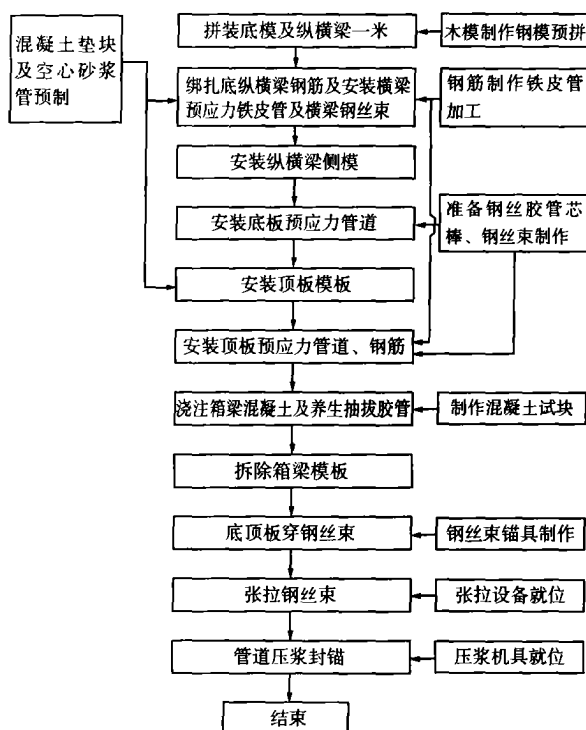 混凝土垫块
及空心砂浆
管预制
拼装底模及纵横梁一米
木模制作钢模预拼
绑扎底纵横梁钢筋及安装横梁
预应力铁皮管及横梁钢丝束
钢筋制作铁皮管
加工
安装纵横梁侧模
安装底板预应力管道
准备钢丝胶管芯
棒、钢丝束制作
安装顶板模板
安装顶板预应力管道、钢筋
浇注箱梁混凝土及养生抽拔胶管
制作混凝土试块
拆除箱梁模板
底顶板穿钢丝束
钢丝束锚具制作
张拉钢丝束
张拉设备就位
管道压浆封锚
压浆机具就位
结束